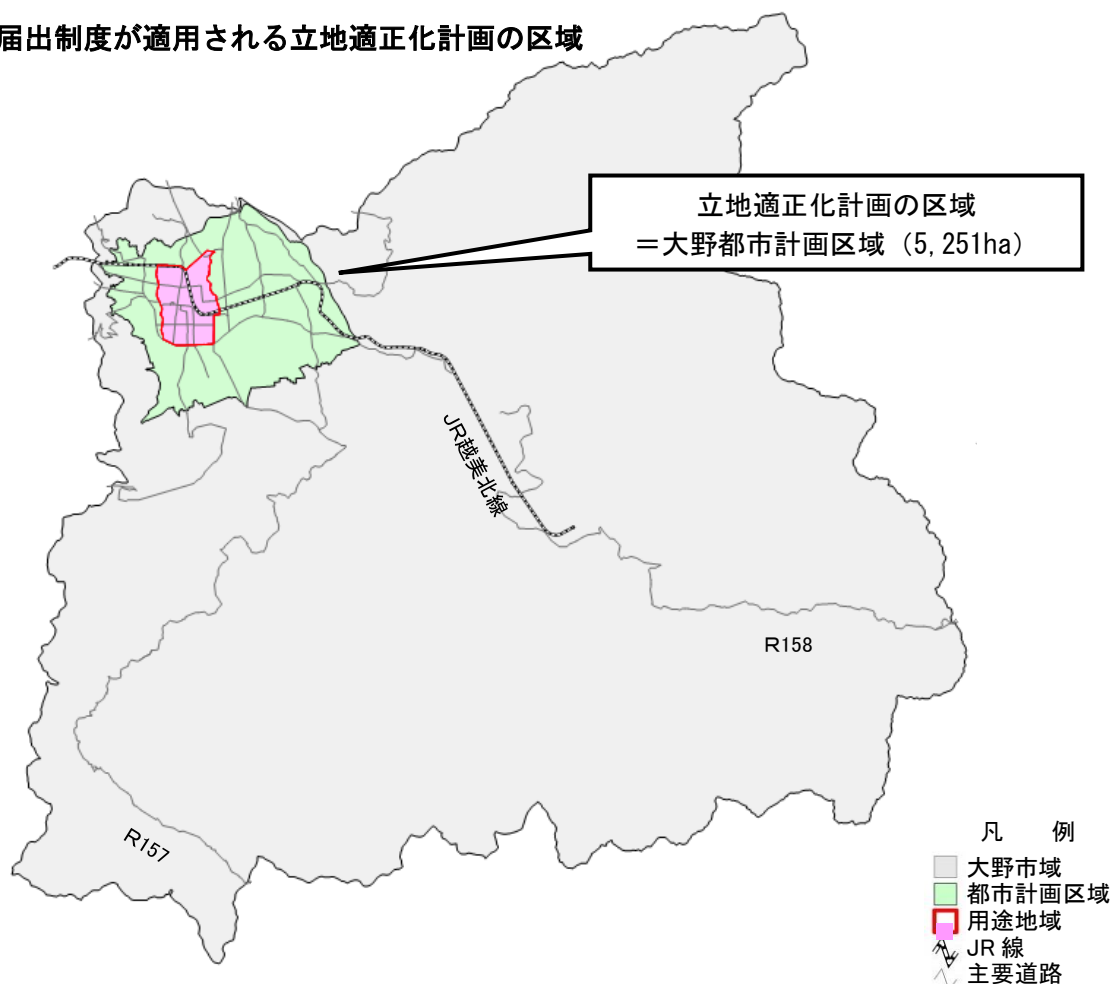 届出制度が適用される立地適正化計画の区域
立地適正化計画の区域
＝大野都市計画区域（5,251ha）
JR越美北線
R158
R157
凡　例
大野市域
都市計画区域
用途地域
JR 線
主要道路